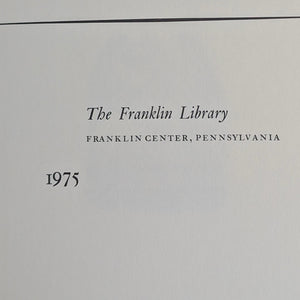 The Franklin Library
FRANKLIN CENTER, PENNSYLVANIA
1975